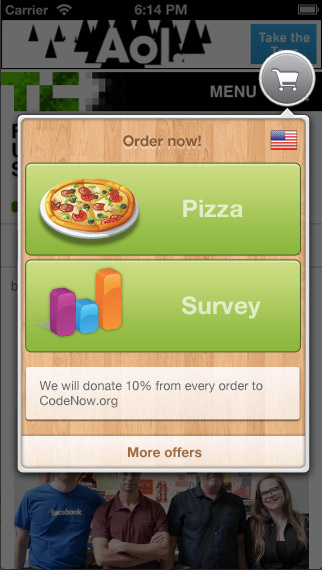 Carrier 6:14 PM
Aol.
Take the
MENU
Order now!
Pizza
Survey
We will donate 10% from every order to
CodeNow.org
More offers
facebook